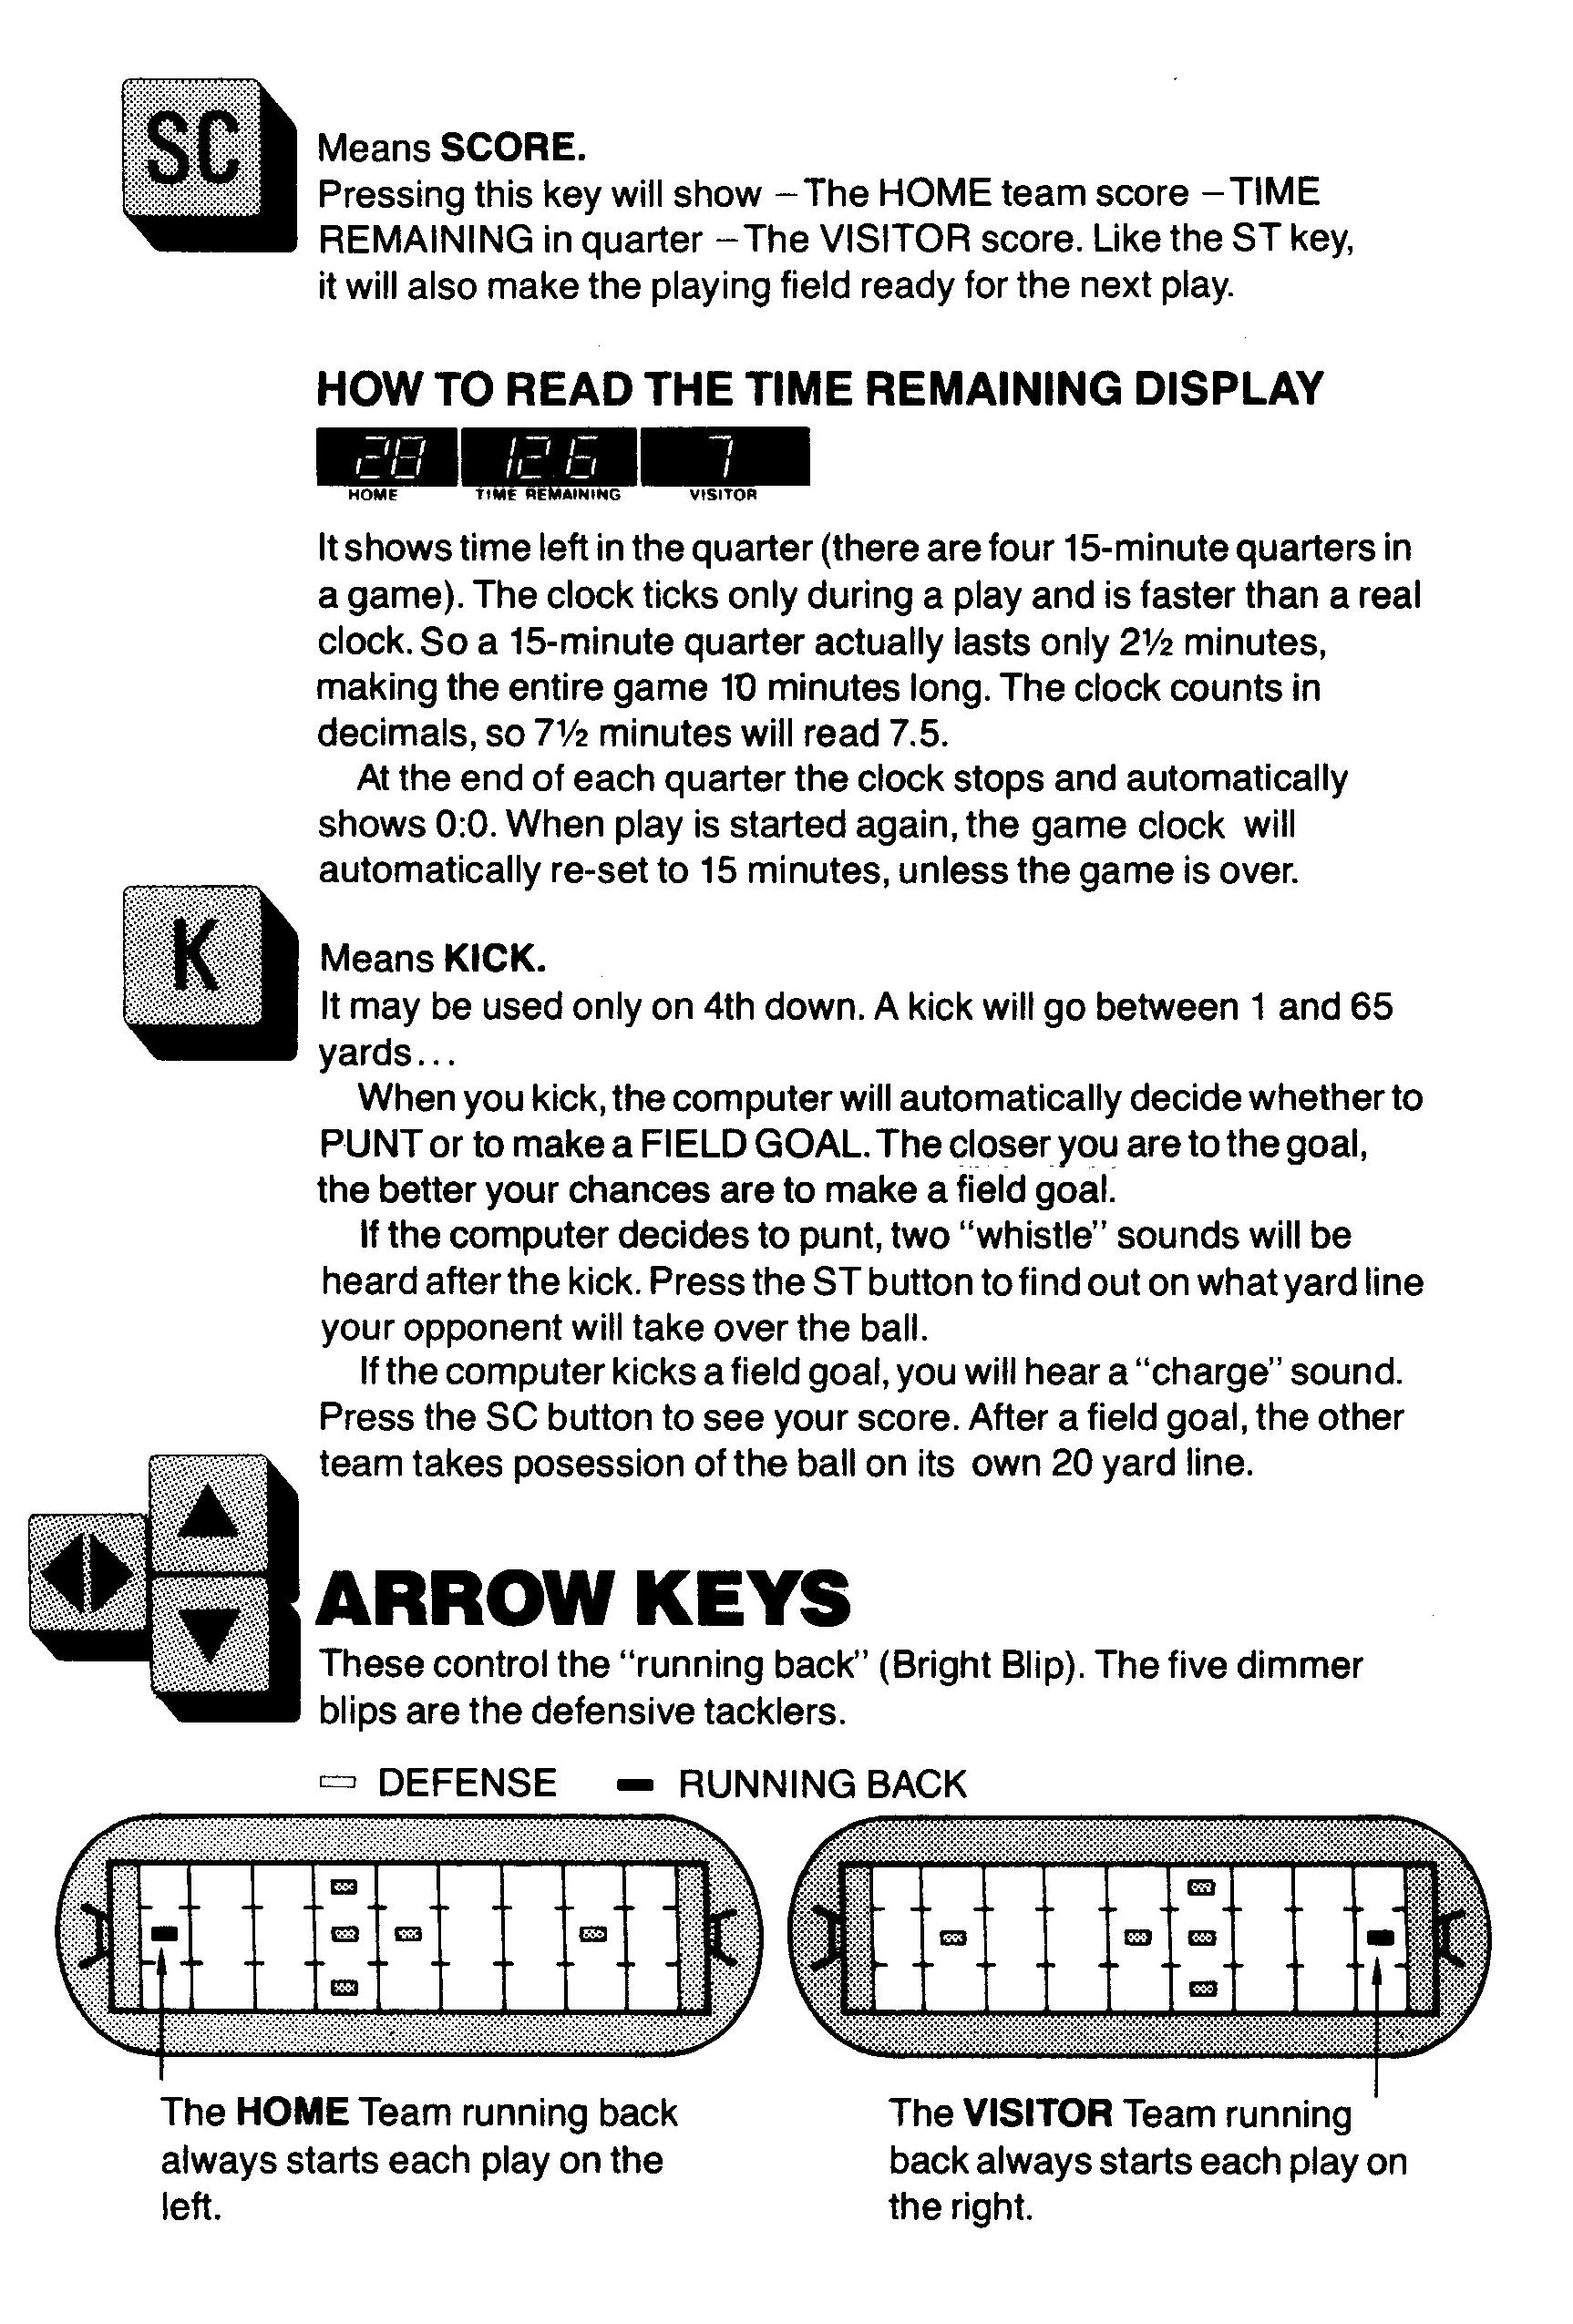 SC
Means SCORE.
Pressing this key will show –The HOME team score –TIME
REMAINING in quarter –The VISITOR score. Like the ST key,
it will also make the playing field ready for the next play.
HOW TO READ THE TIME REMAINING DISPLAY
28 12 6 7
HOME TIME REMAINING VISITOR
It shows time left in the quarter (there are four 15-minute quarters in
a game). The clock ticks only during a play and is faster than a real
clock. So a 15-minute quarter actually lasts only 2½ minutes,
making the entire game 10 minutes long. The clock counts in
decimals, so 7½ minutes will read 7.5.
At the end of each quarter the clock stops and automatically
shows 0:0. When play is started again, the game clock will
automatically re-set to 15 minutes, unless the game is over.
K
Means KICK.
It may be used only on 4th down. A kick will go between 1 and 65
yards...
When you kick, the computer will automatically decide whether to
PUNT or to make a FIELD GOAL. The closer you are to the goal,
the better your chances are to make a field goal.
If the computer decides to punt, two “whistle” sounds will be
heard after the kick. Press the ST button to find out on what yard line
your opponent will take over the ball.
If the computer kicks a field goal, you will hear a “charge” sound.
Press the SC button to see your score. After a field goal, the other
team takes posession of the ball on its own 20 yard line.
ARROW KEYS
These control the “running back” (Bright Blip). The five dimmer
blips are the defensive tacklers.
DEFENSE RUNNING BACK
The HOME Team running back
always starts each play on the
left.
The VISITOR Team running
back always starts each play on
the right.